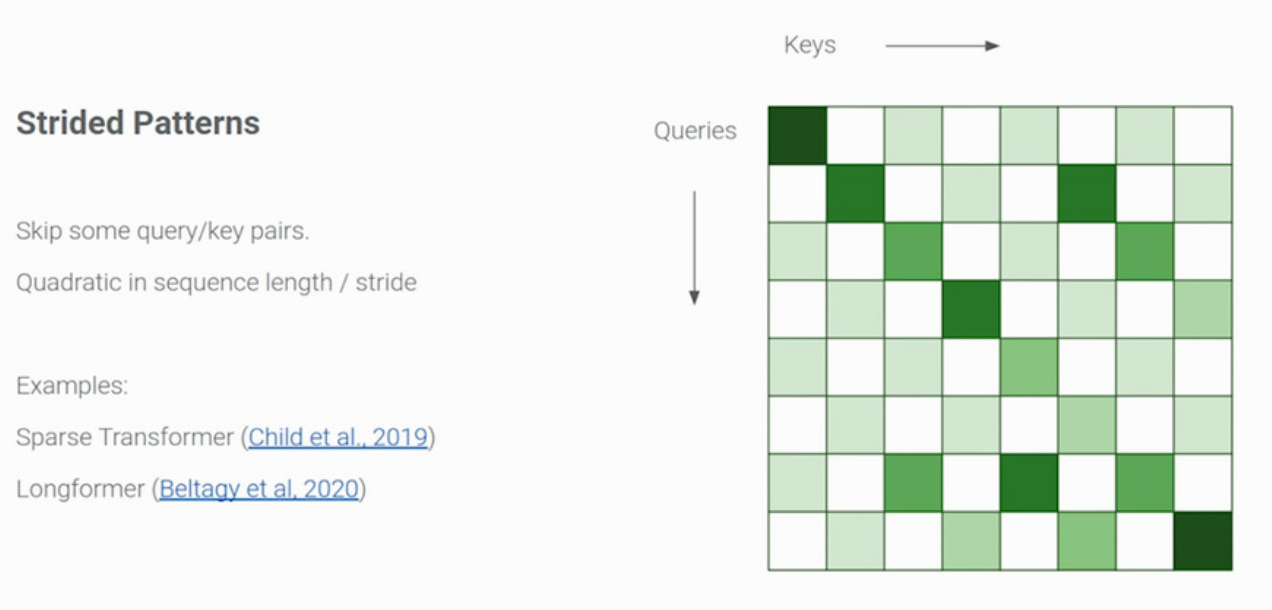 Keys
Strided Patterns
Queries
Skip some query/key pairs.
Quadratic in sequence length / stride
Examples:
Sparse Transformer (Child et al., 2019)
Longformer (Beltagy et al, 2020)